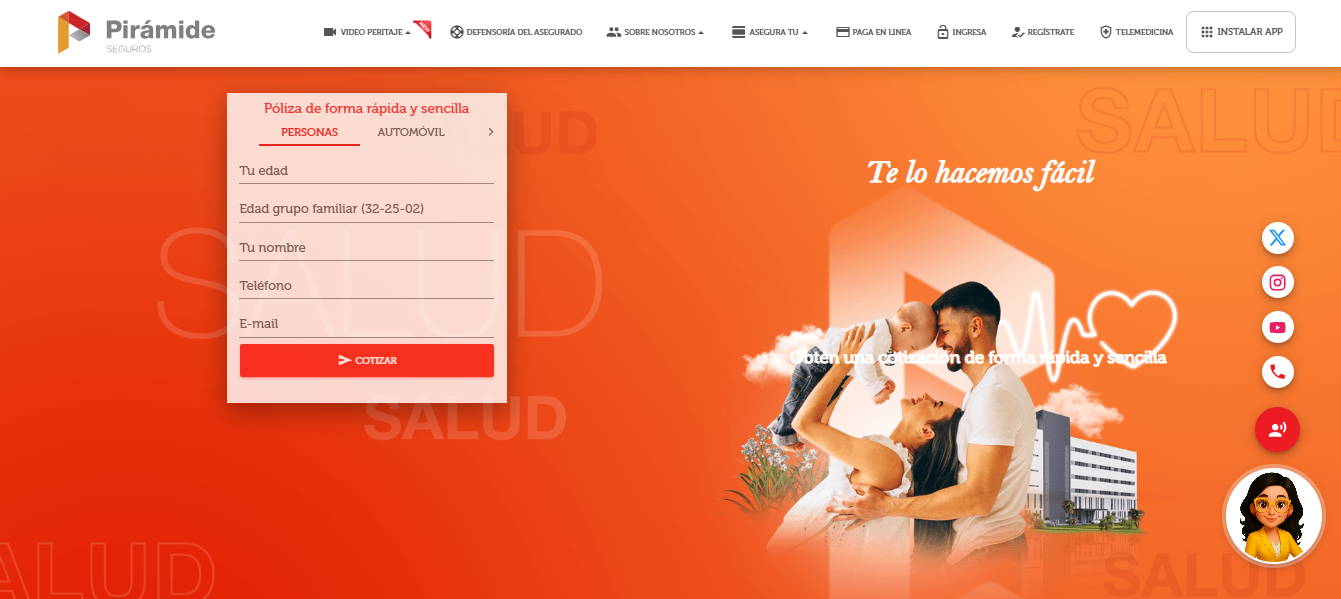 Pirámide
SEGUROS
VIDEO PERITAJE
NEW
DEFENSORÍA DEL ASEGURADO
SOBRE NOSOTROS
ASEGURA TU
PAGA EN LINEA
INGRESA
REGÍSTRATE
TELEMEDICINA
INSTALAR APP
Póliza de forma rápida y sencilla
PERSONAS
AUTOMÓVIL
Tu edad
Edad grupo familiar (32-25-02)
Tu nombre
Teléfono
E-mail
COTIZAR
SALUD
SALUD
SALUD
SALUD
Te lo hacemos fácil
Obtén una cotización de forma rápida y sencilla
SALUD
SALUD